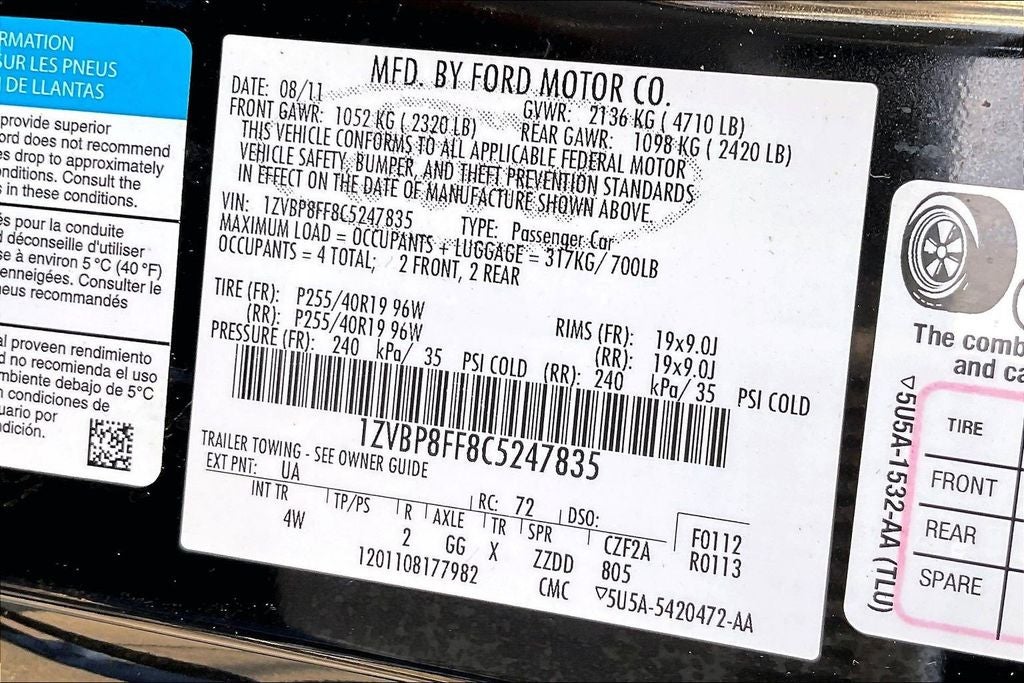 RMATION
SUR LES PNEUS
N DE LLANTAS
provide superior
ord does not recommend
es drop to approximately
onditions. Consult the
s in these conditions.
és pour la conduite
d déconseille d'utiliser
se à environ 5 °C (40 °F)
enneigées. Consulter le
neus recommandés
al proveen rendimiento
d no recomienda el uso
mbiente debajo de 5°C
n condiciones de
uario por
dición.
MFD. BY FORD MOTOR CO.
DATE: 08/11 GVWR: 2136 KG ( 4710 LB)
FRONT GAWR: 1052 KG ( 2320 LB) REAR GAWR: 1098 KG ( 2420 LB)
THIS VEHICLE CONFORMS TO ALL APPLICABLE FEDERAL MOTOR
VEHICLE SAFETY, BUMPER, AND THEFT PREVENTION STANDARDS
IN EFFECT ON THE DATE OF MANUFACTURE SHOWN ABOVE.
VIN: 1ZVBP8FF8C5247835 TYPE: Passenger Car
MAXIMUM LOAD = OCCUPANTS + LUGGAGE = 317KG/ 700LB
OCCUPANTS = 4 TOTAL; 2 FRONT, 2 REAR
TIRE (FR): P255/40R19 96W RIMS (FR): 19x9.0J
(RR): P255/40R19 96W (RR): 19x9.0J
PRESSURE (FR): 240 kPa/ 35 PSI COLD (RR): 240 kPa/ 35 PSI COLD
1ZVBP8FF8C5247835
TRAILER TOWING - SEE OWNER GUIDE
EXT PNT: UA RC: 72 DSO:
INT TR TP/PS R AXLE TR SPR CZF2A F0112
4W 2 GG X ZZDD 805 R0113
1201108177982 CMC ▽5U5A-5420472-AA
The comb
and ca
▽5U5A-1532-AA (TLU)
TIRE
FRONT
REAR
SPARE